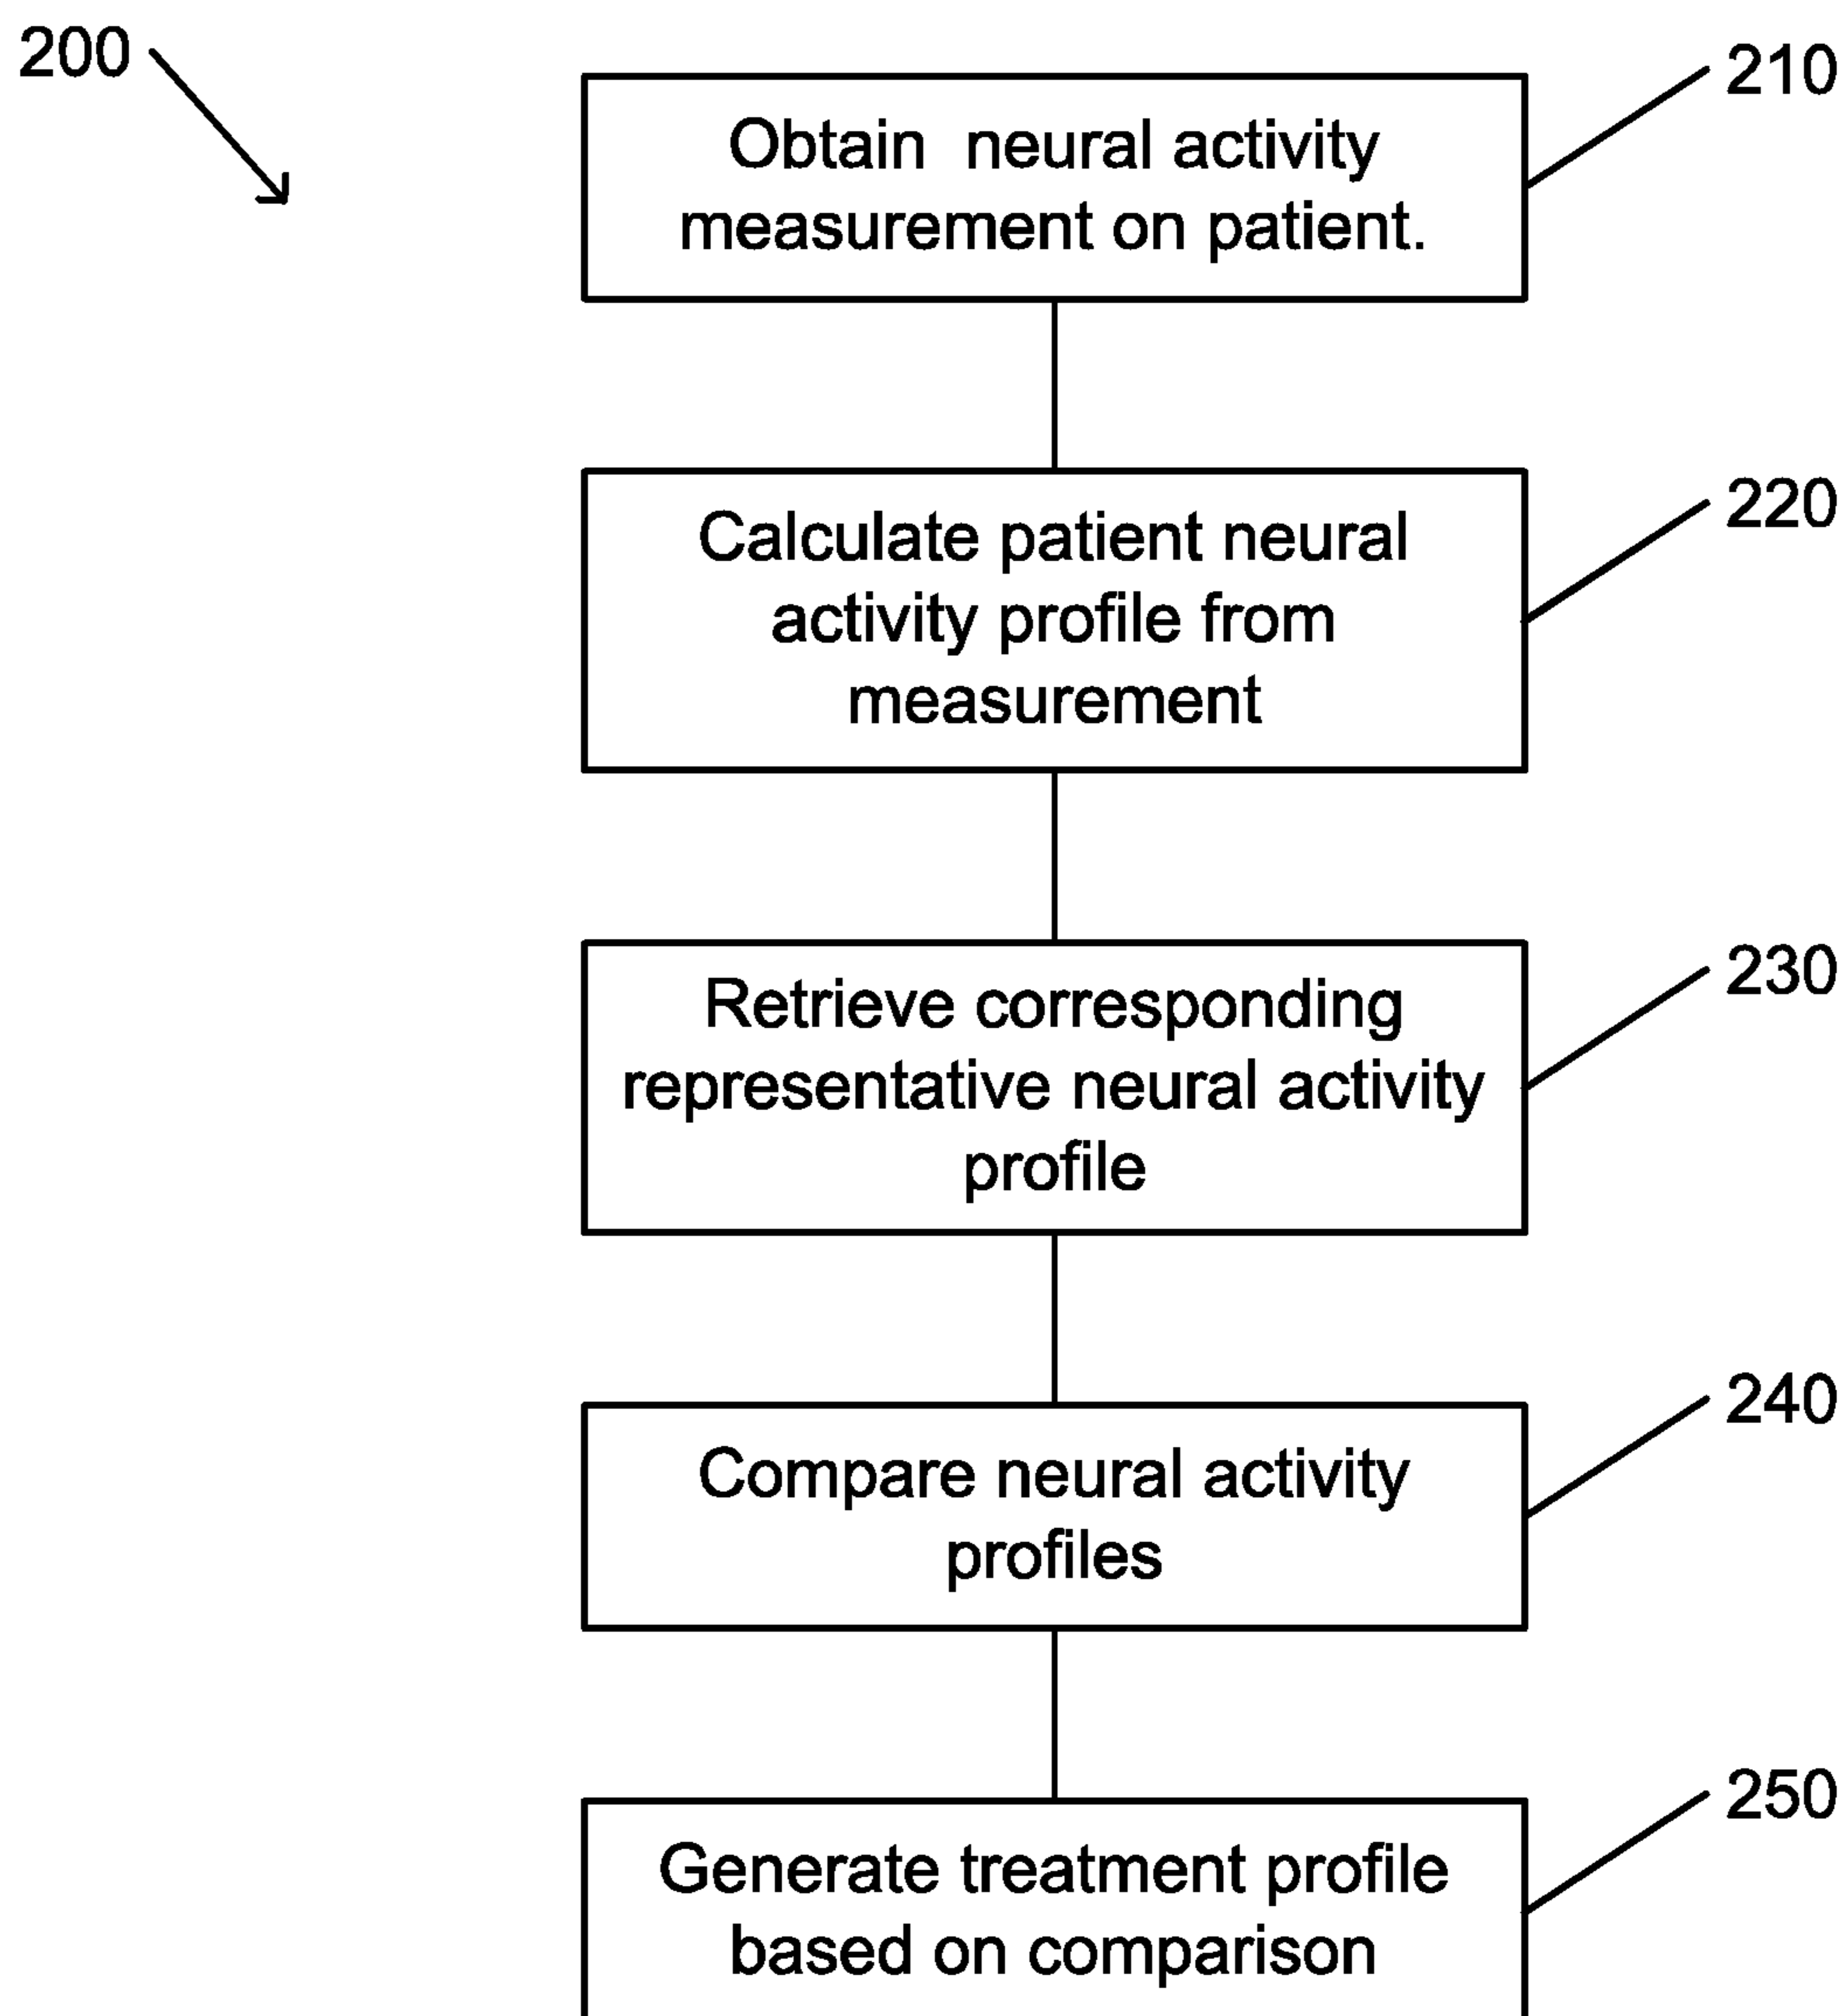 200
210
Obtain neural activity
measurement on patient.
220
Calculate patient neural
activity profile from
measurement
230
Retrieve corresponding
representative neural activity
profile
240
Compare neural activity
profiles
250
Generate treatment profile
based on comparison